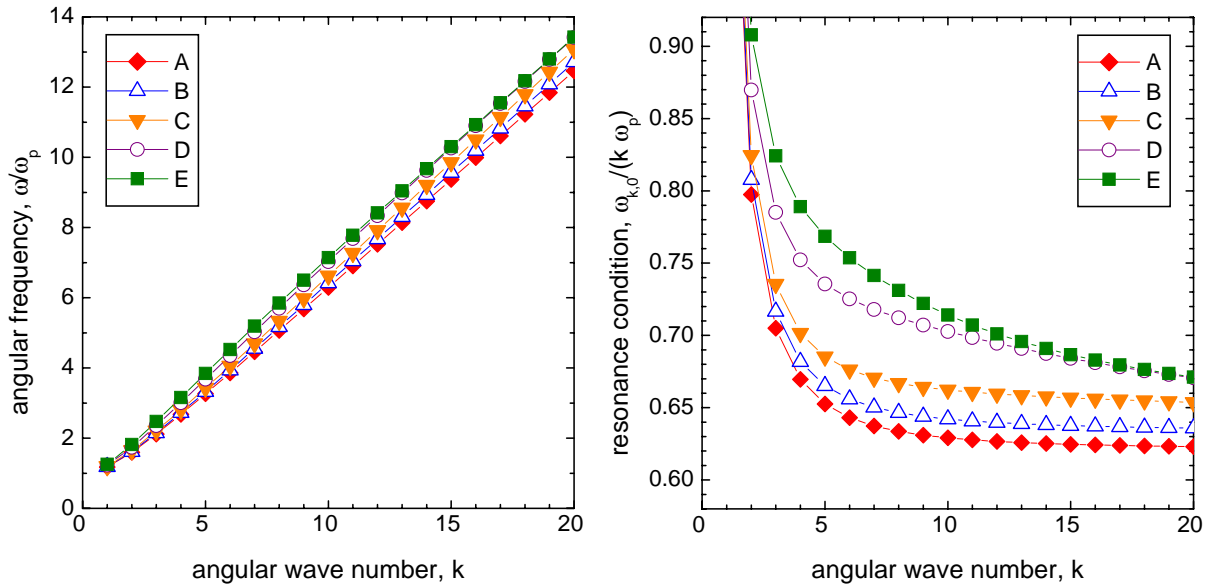 14
12
10
8
6
4
2
0
angular frequency, ω/ωp
A
B
C
D
E
0
5
10
15
20
angular wave number, k
0.90
0.85
0.80
0.75
0.70
0.65
0.60
resonance condition, ωk,0/(k ωp)
A
B
C
D
E
0
5
10
15
20
angular wave number, k